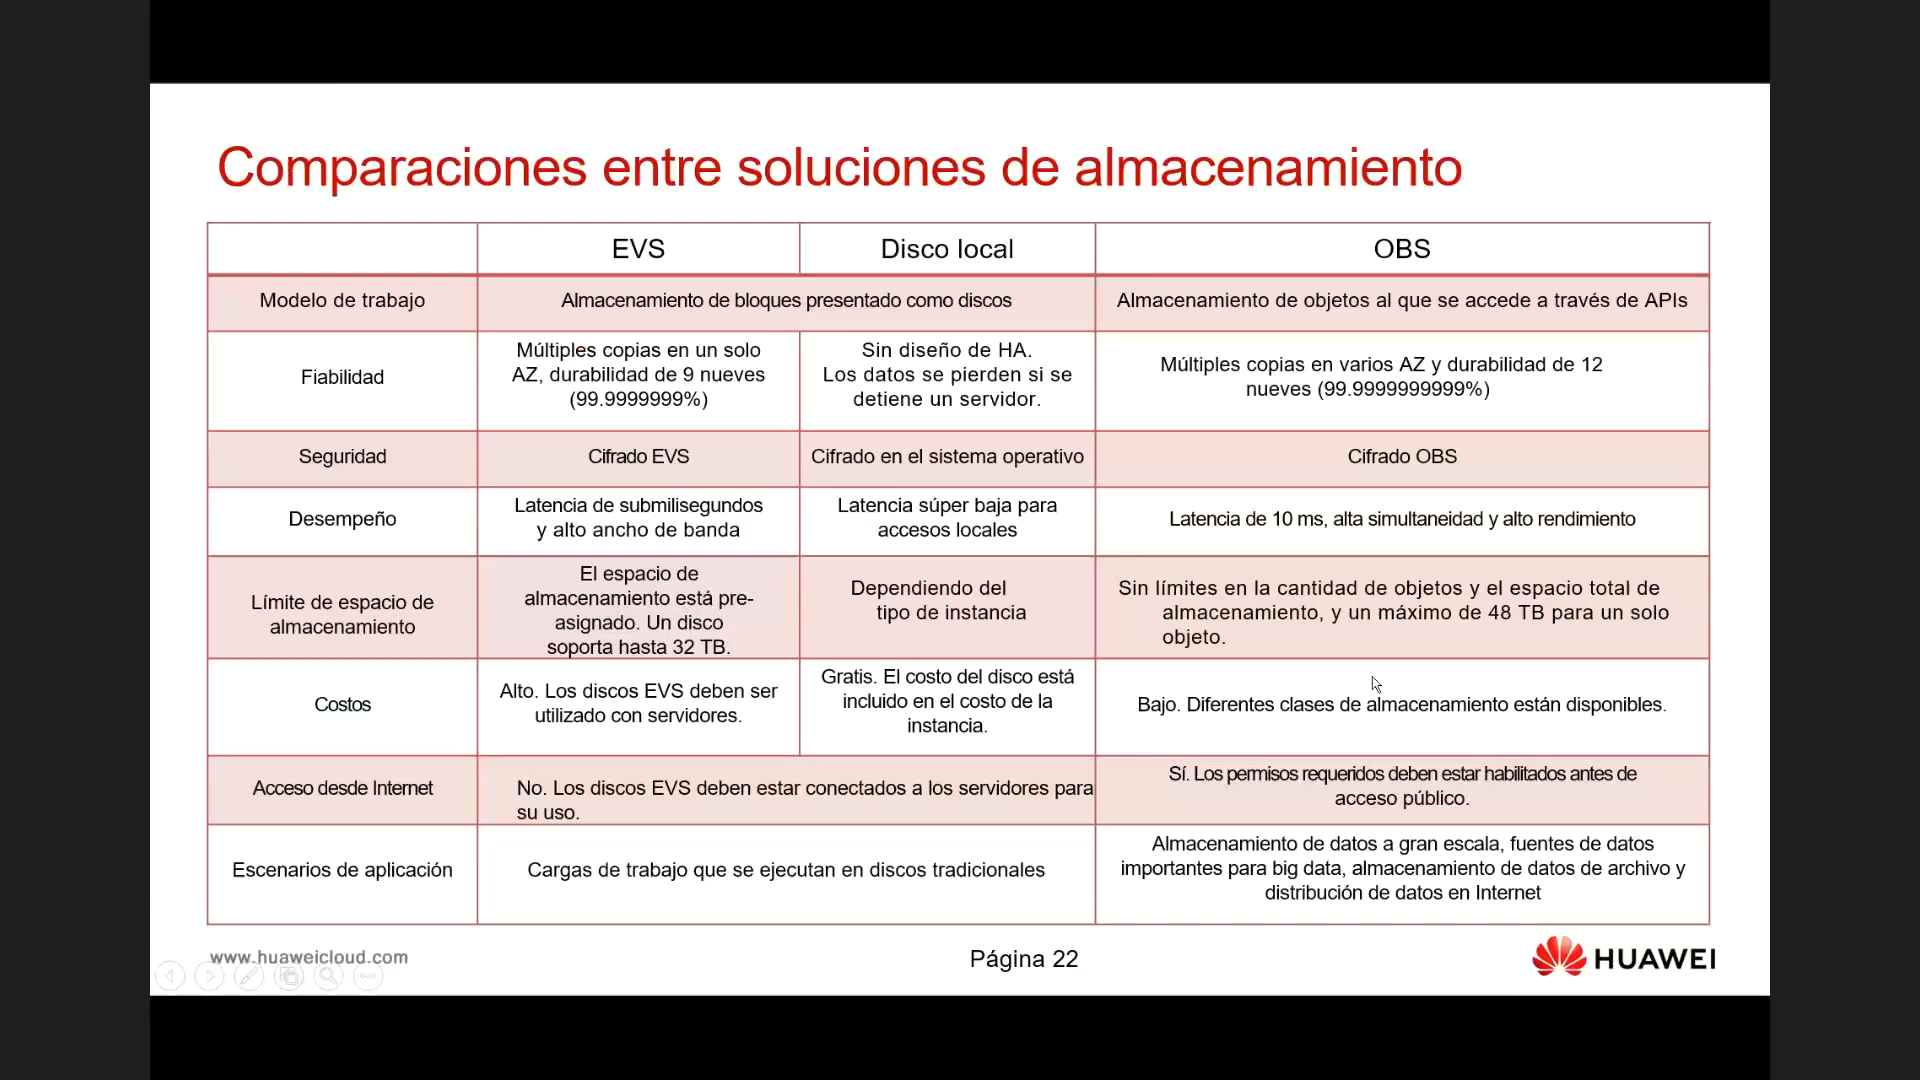 Comparaciones entre soluciones de almacenamiento
EVS
Disco local
OBS
Modelo de trabajo
Almacenamiento de bloques presentado como discos
Almacenamiento de objetos al que se accede a través de APIs
Fiabilidad
Múltiples copias en un solo
AZ, durabilidad de 9 nueves
(99.9999999%)
Sin diseño de HA.
Los datos se pierden si se
detiene un servidor.
Múltiples copias en varios AZ y durabilidad de 12
nueves (99.9999999999%)
Seguridad
Cifrado EVS
Cifrado en el sistema operativo
Cifrado OBS
Desempeño
Latencia de submilisegundos
y alto ancho de banda
Latencia súper baja para
accesos locales
Latencia de 10 ms, alta simultaneidad y alto rendimiento
Límite de espacio de
almacenamiento
El espacio de
almacenamiento está pre-
asignado. Un disco
soporta hasta 32 TB.
Dependiendo del
tipo de instancia
Sin límites en la cantidad de objetos y el espacio total de
almacenamiento, y un máximo de 48 TB para un solo
objeto.
Costos
Alto. Los discos EVS deben ser
utilizado con servidores.
Gratis. El costo del disco está
incluido en el costo de la
instancia.
Bajo. Diferentes clases de almacenamiento están disponibles.
Acceso desde Internet
No. Los discos EVS deben estar conectados a los servidores para
su uso.
Sí. Los permisos requeridos deben estar habilitados antes de
acceso público.
Escenarios de aplicación
Cargas de trabajo que se ejecutan en discos tradicionales
Almacenamiento de datos a gran escala, fuentes de datos
importantes para big data, almacenamiento de datos de archivo y
distribución de datos en Internet
www.huaweicloud.com
Página 22
HUAWEI